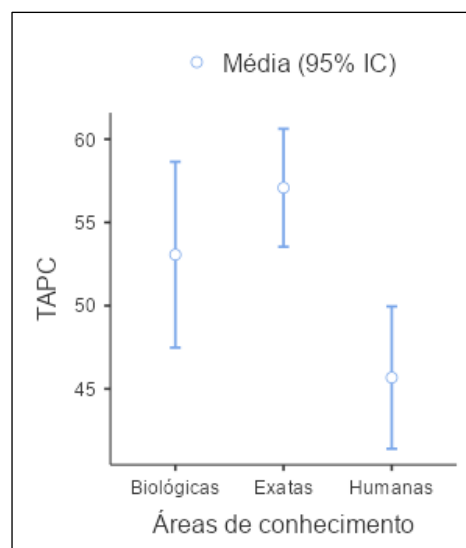 Média (95% IC)
60
55
50
45
TAPC
Biológicas Exatas Humanas
Áreas de conhecimento